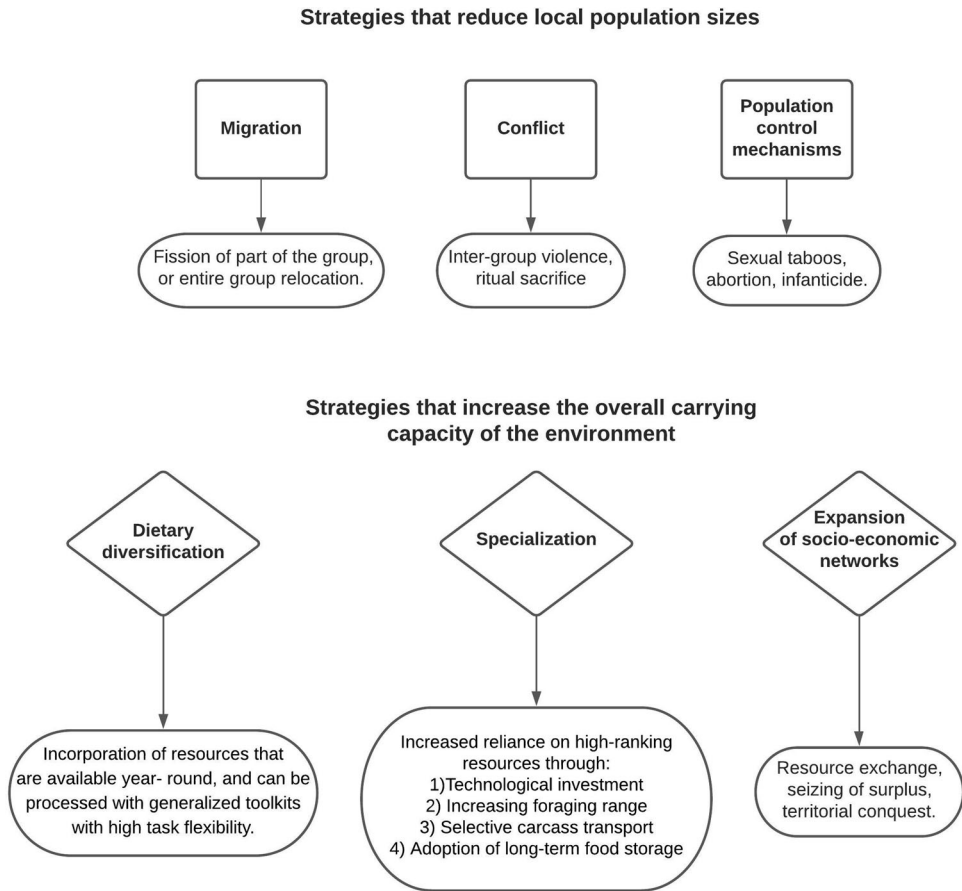 Strategies that reduce local population sizes
Migration
Fission of part of the group,
or entire group relocation.
Conflict
Inter-group violence,
ritual sacrifice
Population
control
mechanisms
Sexual taboos,
abortion, infanticide.
Strategies that increase the overall carrying
capacity of the environment
Dietary
diversification
Incorporation of resources that
are available year- round, and can be
processed with generalized toolkits
with high task flexibility.
Specialization
Increased reliance on high-ranking
resources through:
1)Technological investment
2) Increasing foraging range
3) Selective carcass transport
4) Adoption of long-term food storage
Expansion
of socio-economic
networks
Resource exchange,
seizing of surplus,
territorial conquest.